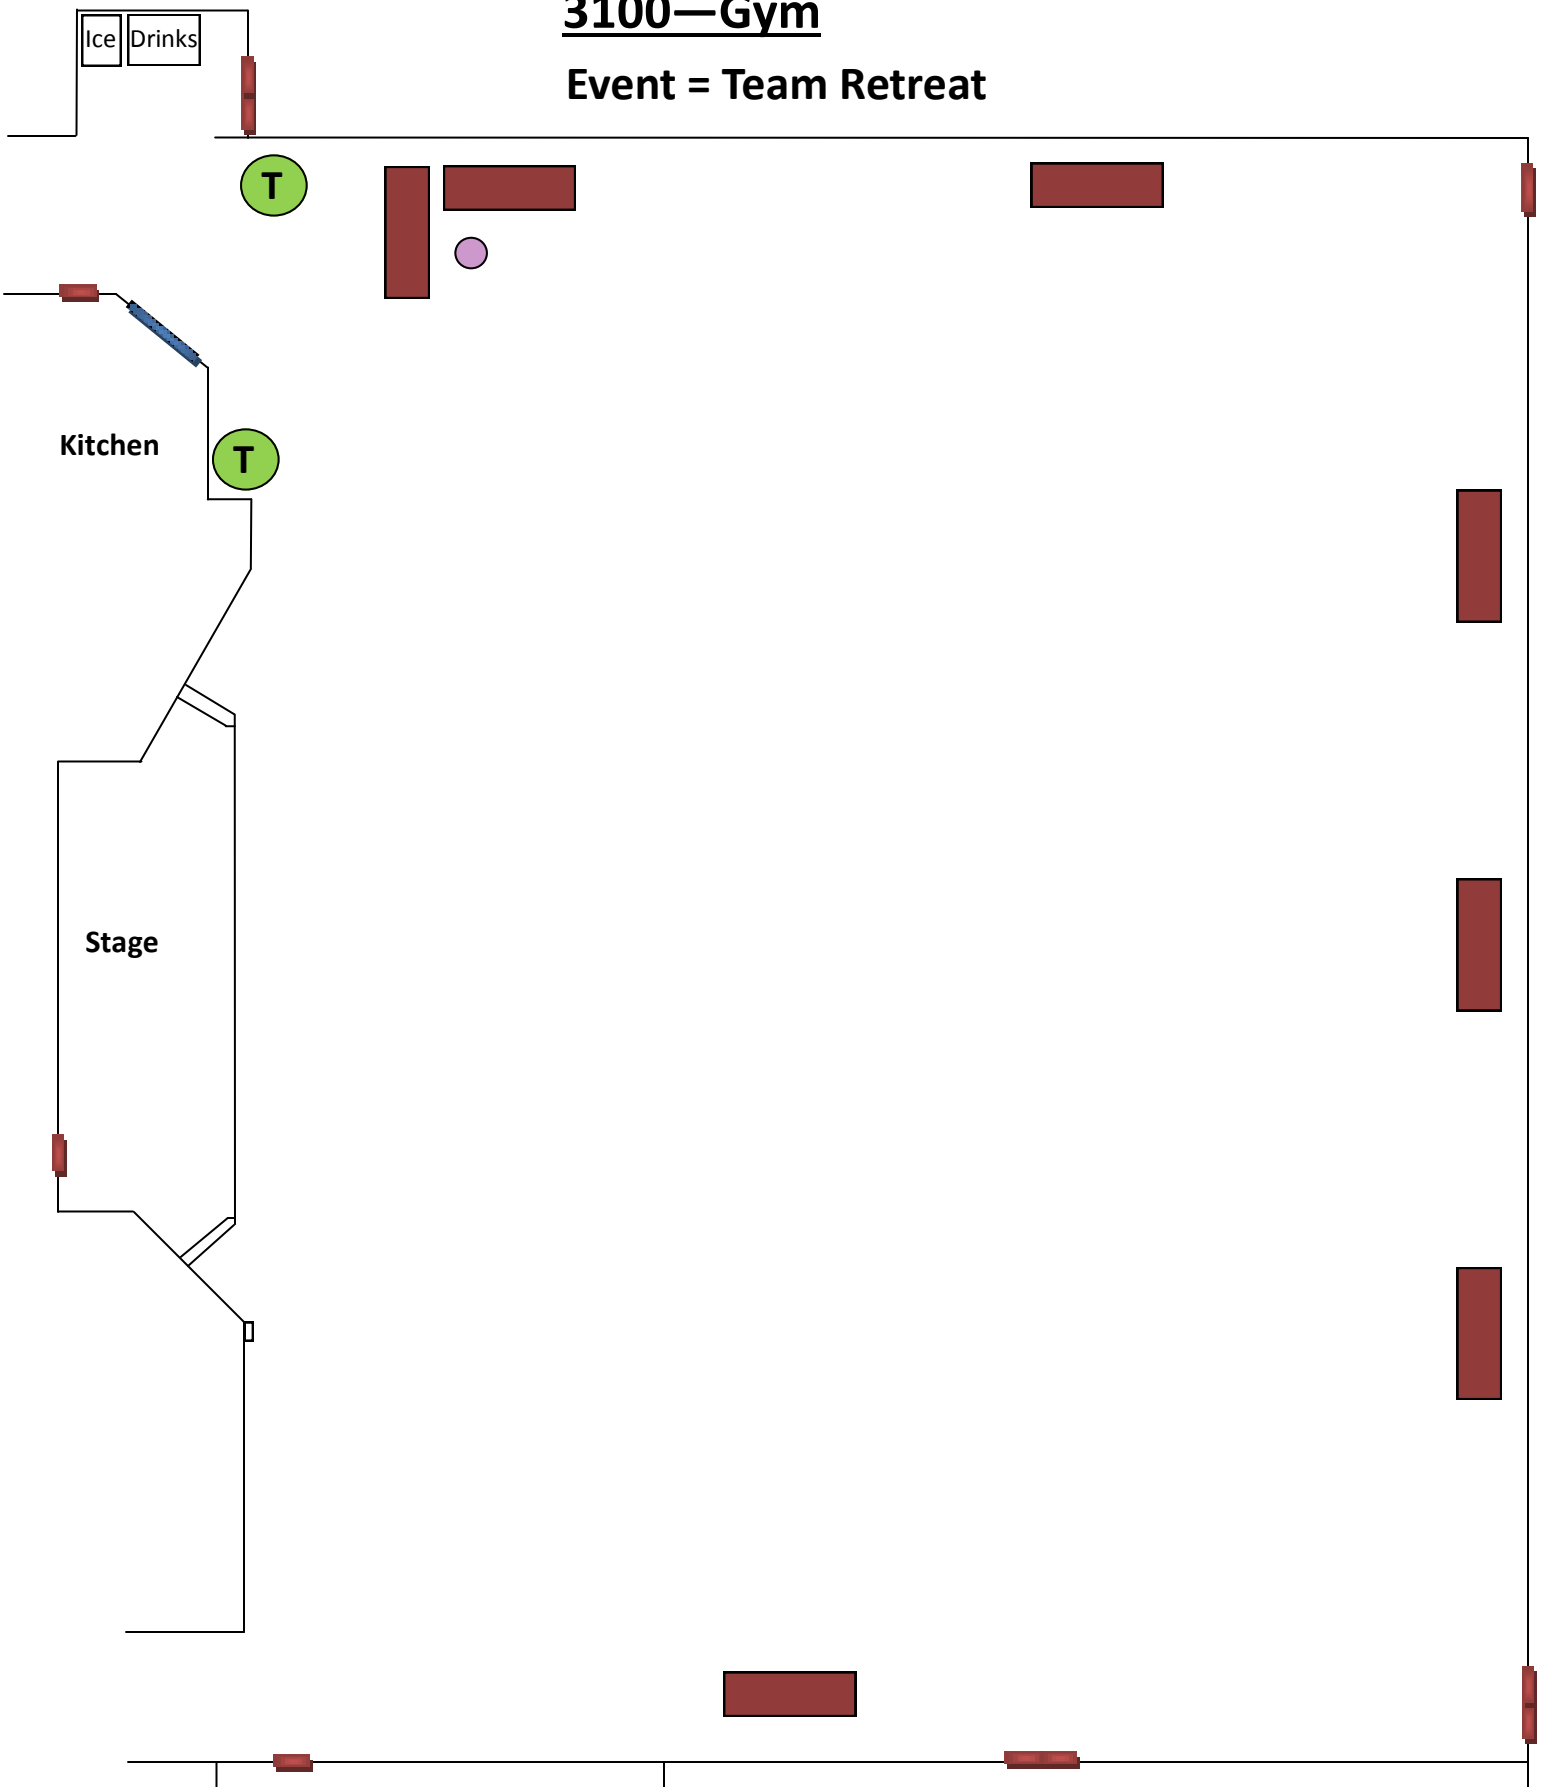 3100—Gym
Event = Team Retreat
Ice
Drinks
T
Kitchen
T
Stage